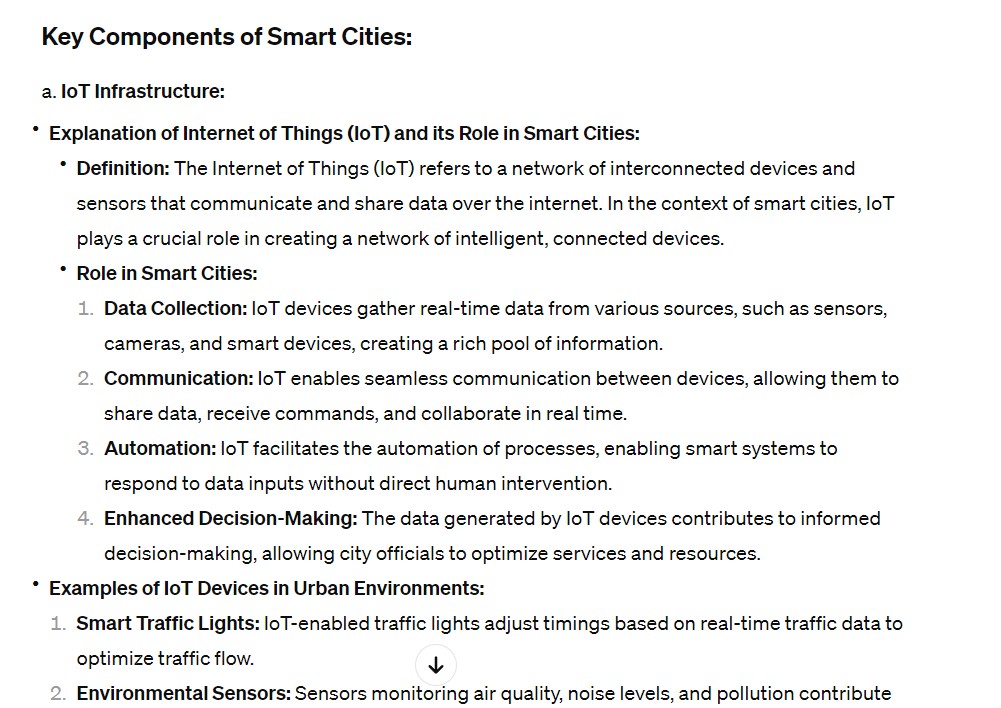 Key Components of Smart Cities:
a. IoT Infrastructure:
• Explanation of Internet of Things (IoT) and its Role in Smart Cities:
• Definition: The Internet of Things (IoT) refers to a network of interconnected devices and
sensors that communicate and share data over the internet. In the context of smart cities, IoT
plays a crucial role in creating a network of intelligent, connected devices.
• Role in Smart Cities:
1. Data Collection: IoT devices gather real-time data from various sources, such as sensors,
cameras, and smart devices, creating a rich pool of information.
2. Communication: IoT enables seamless communication between devices, allowing them to
share data, receive commands, and collaborate in real time.
3. Automation: IoT facilitates the automation of processes, enabling smart systems to
respond to data inputs without direct human intervention.
4. Enhanced Decision-Making: The data generated by IoT devices contributes to informed
decision-making, allowing city officials to optimize services and resources.
• Examples of IoT Devices in Urban Environments:
1. Smart Traffic Lights: IoT-enabled traffic lights adjust timings based on real-time traffic data to
optimize traffic flow.
2. Environmental Sensors: Sensors monitoring air quality, noise levels, and pollution contribute